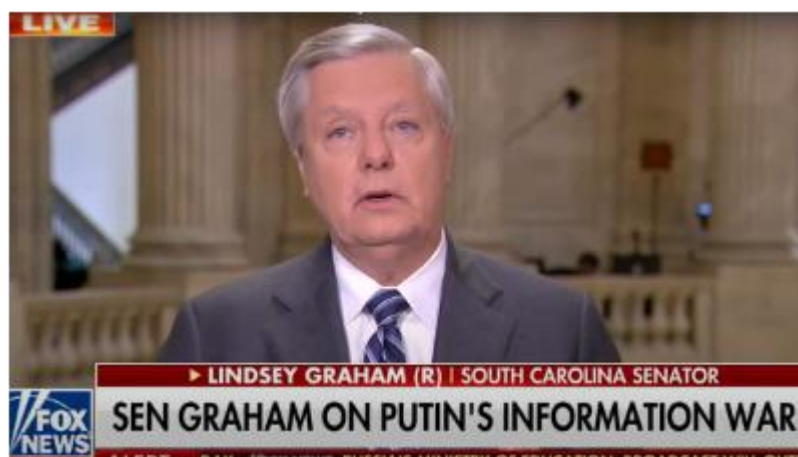 LIVE
▸ LINDSEY GRAHAM (R) | SOUTH CAROLINA SENATOR
FOX
NEWS
SEN GRAHAM ON PUTIN'S INFORMATION WAR